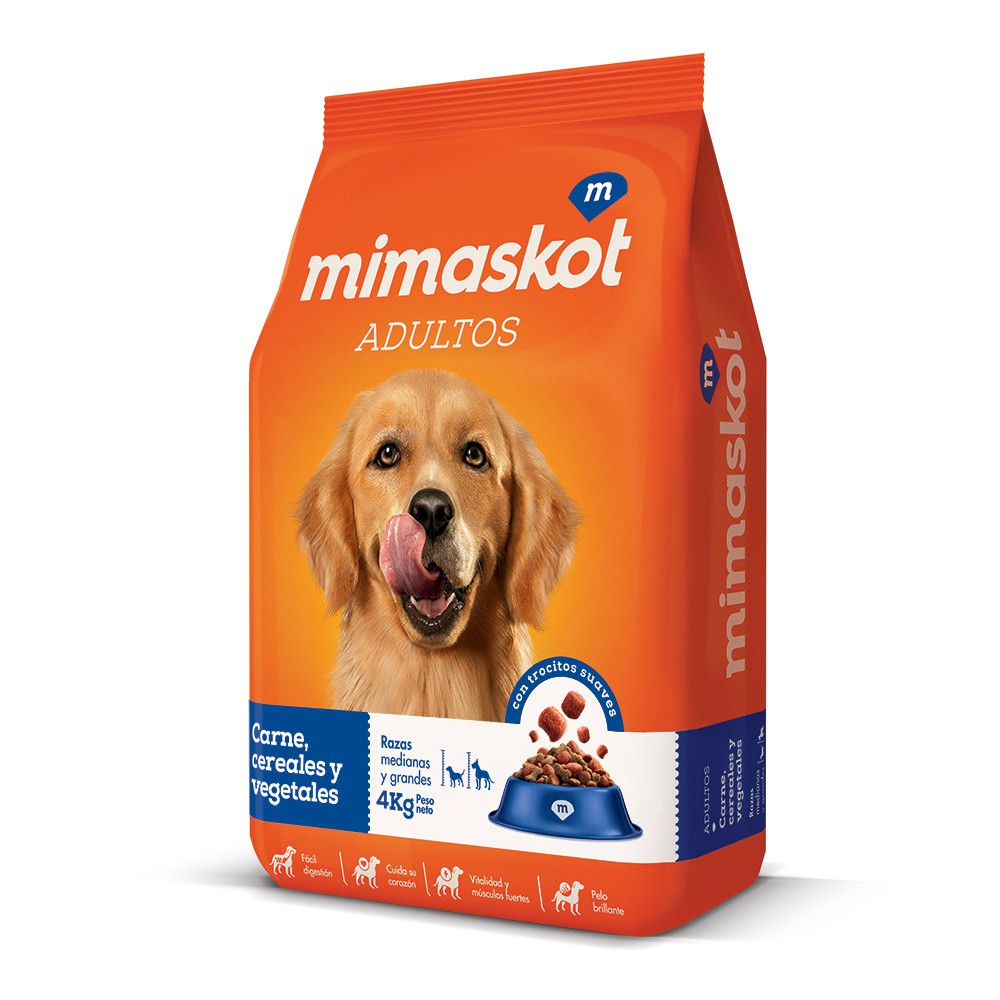 m
mimaskot
ADULTOS
con trocitos suaves
Carne,
cereales y
vegetales
Razas
medianas
y grandes
4Kg Peso
neto
m
Fácil
digestión
Cuida su
corazón
Vitalidad y
músculos fuertes
Pelo
brillante
m
mimaskot
ADULTOS
Carne,
cereales y
vegetales
Razas
medianas